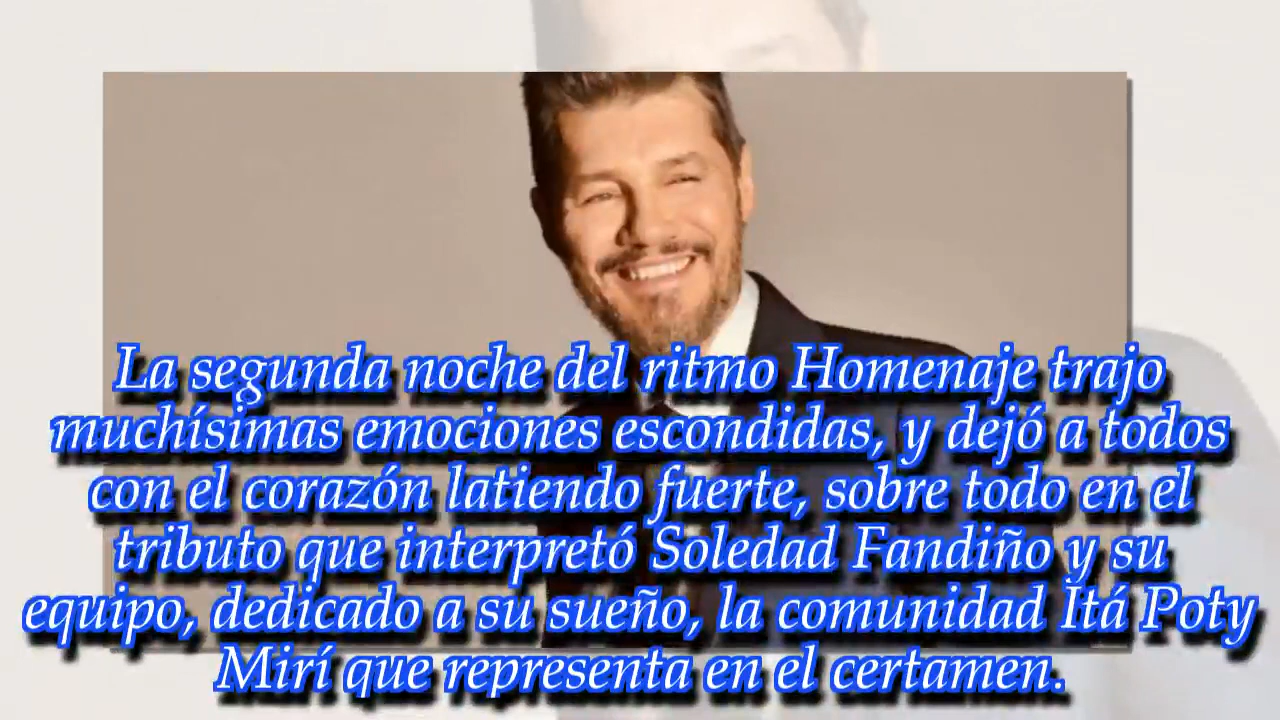 La segunda noche del ritmo Homenaje trajo
muchísimas emociones escondidas, y dejó a todos
con el corazón latiendo fuerte, sobre todo en el
tributo que interpretó Soledad Fandiño y su
equipo, dedicado a su sueño, la comunidad Itá Poty
Mirí que representa en el certamen.